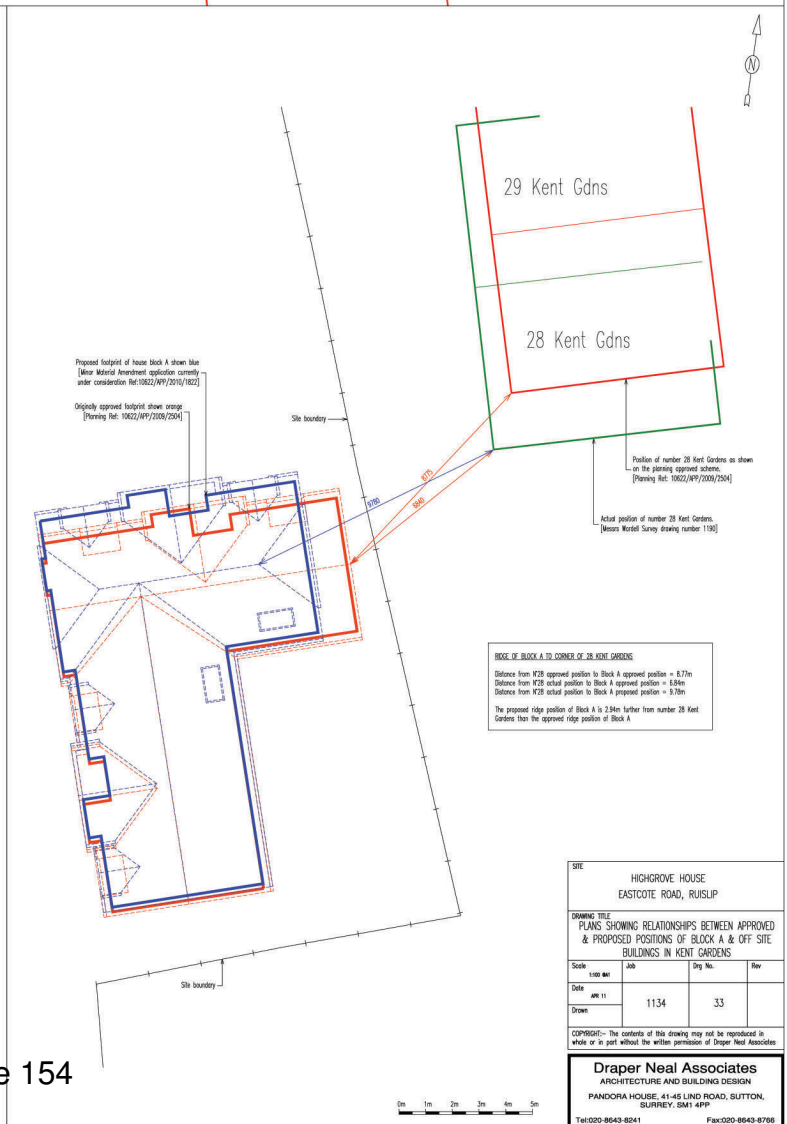 N
29 Kent Gdns
28 Kent Gdns
Proposed footprint of house block A shown blue
[Minor Material Amendment application currently
under consideration Ref:10622/APP/2010/1822]
Originally approved footprint shown orange
[Planning Ref: 10622/APP/2009/2504]
Site boundary
8775
9780
6840
Position of number 28 Kent Gardens as shown
on the planning approved scheme.
[Planning Ref: 10622/APP/2009/2504]
Actual position of number 28 Kent Gardens.
[Messrs Wardell Survey drawing number 1190]
RIDGE OF BLOCK A TO CORNER OF 28 KENT GARDENS
Distance from N°28 approved position to Block A approved position = 8.77m
Distance from N°28 actual position to Block A approved position = 6.84m
Distance from N°28 actual position to Block A proposed position = 9.78m
The proposed ridge position of Block A is 2.94m further from number 28 Kent
Gardens than the approved ridge position of Block A
Site boundary
SITE
HIGHGROVE HOUSE
EASTCOTE ROAD, RUISLIP
DRAWING TITLE
PLANS SHOWING RELATIONSHIPS BETWEEN APPROVED
& PROPOSED POSITIONS OF BLOCK A & OFF SITE
BUILDINGS IN KENT GARDENS
Scale 1:100 @A1 Job Drg No. Rev
Date APR 11 1134 33
Drawn
COPYRIGHT:- The contents of this drawing may not be reproduced in
whole or in part without the written permission of Draper Neal Associates
Draper Neal Associates
ARCHITECTURE AND BUILDING DESIGN
PANDORA HOUSE, 41-45 LIND ROAD, SUTTON,
SURREY. SM1 4PP
Tel:020-8643-8241 Fax:020-8643-8766
e 154
0m 1m 2m 3m 4m 5m